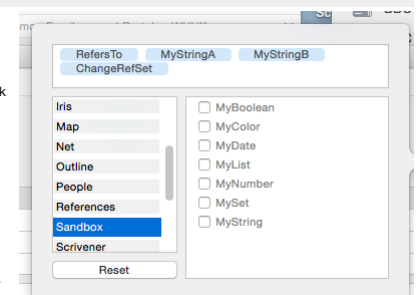 RefersTo MyStringA MyStringB
ChangeRefSet
k
Iris
Map
Net
Outline
People
References
Sandbox
Scrivener
Reset
MyBoolean
MyColor
MyDate
MyList
MyNumber
MySet
MyString